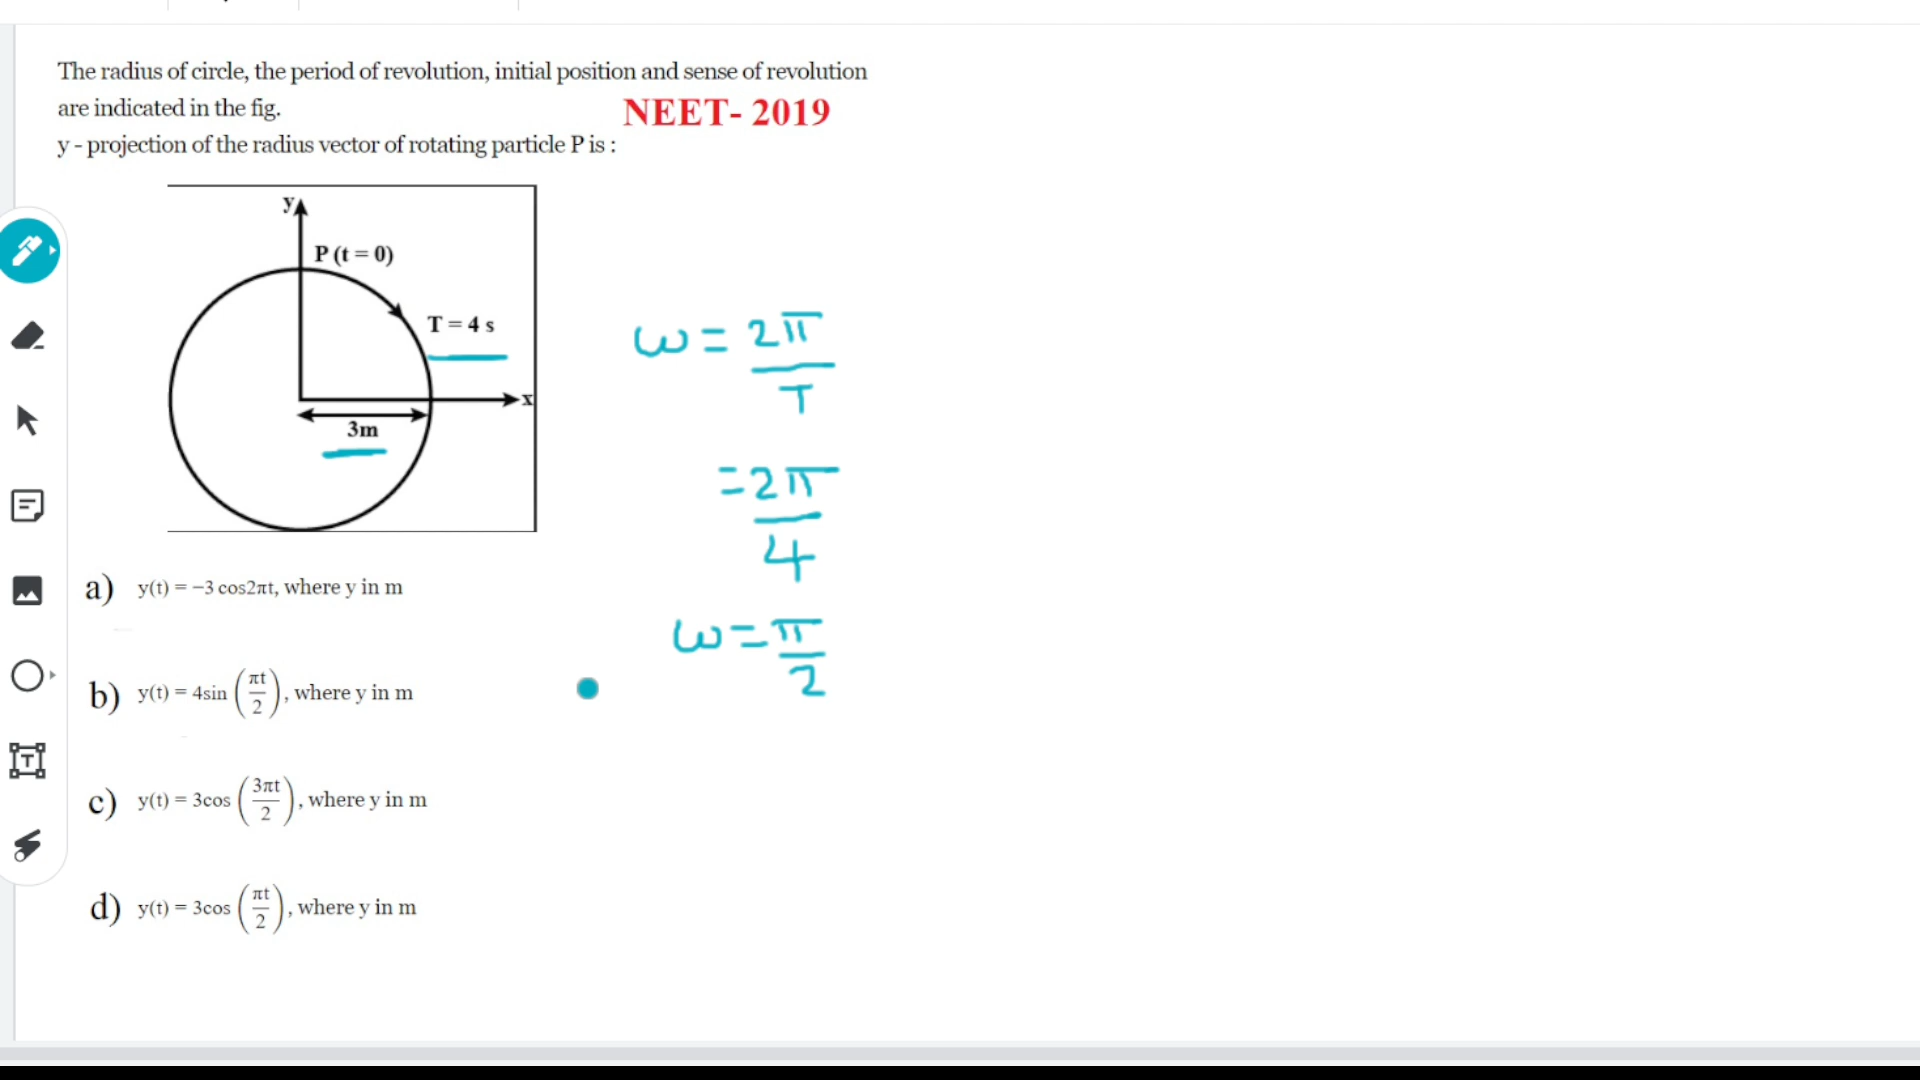 The radius of circle, the period of revolution, initial position and sense of revolution
are indicated in the fig.
NEET- 2019
y - projection of the radius vector of rotating particle P is :
y
P (t = 0)
T = 4 s
x
3m
ω = 2π/T
= 2π/4
ω = π/2
a) y(t) = −3 cos2πt, where y in m
b) y(t) = 4sin (πt/2), where y in m
c) y(t) = 3cos (3πt/2), where y in m
d) y(t) = 3cos (πt/2), where y in m